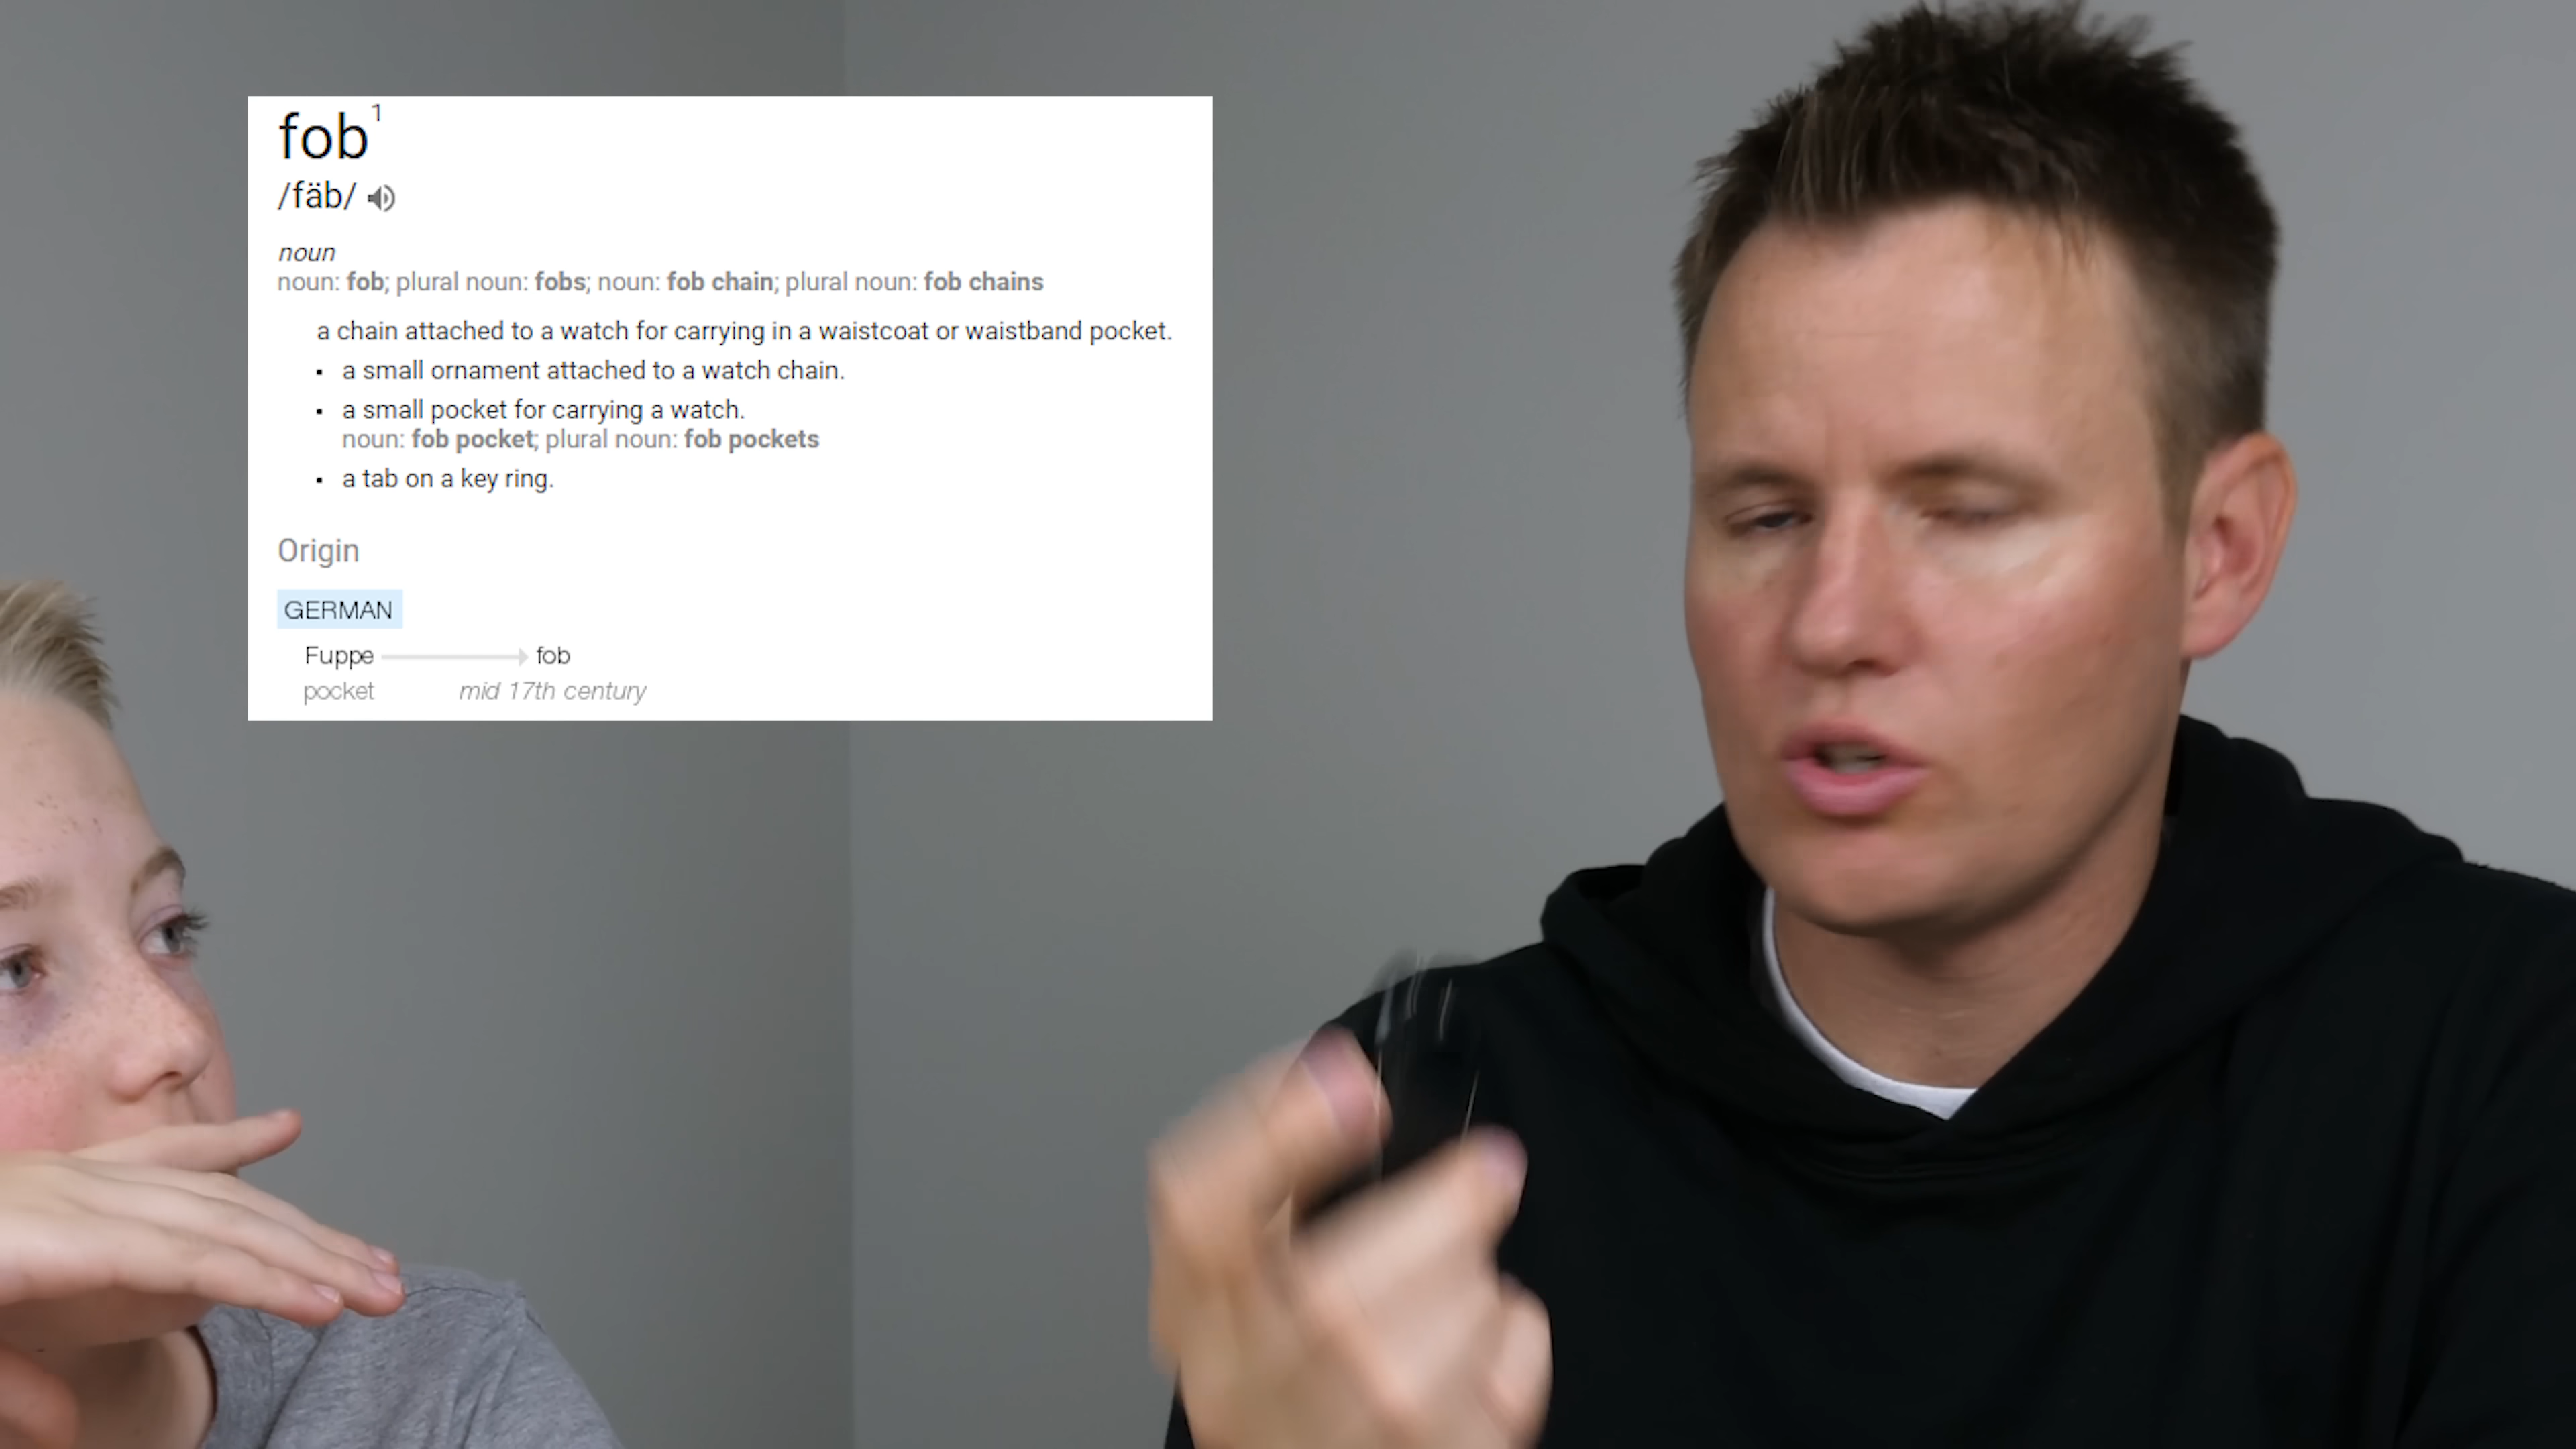 fob1
/fäb/
noun
noun: fob; plural noun: fobs; noun: fob chain; plural noun: fob chains
a chain attached to a watch for carrying in a waistcoat or waistband pocket.
▪ a small ornament attached to a watch chain.
▪ a small pocket for carrying a watch.
noun: fob pocket; plural noun: fob pockets
▪ a tab on a key ring.
Origin
GERMAN
Fuppe fob
pocket mid 17th century